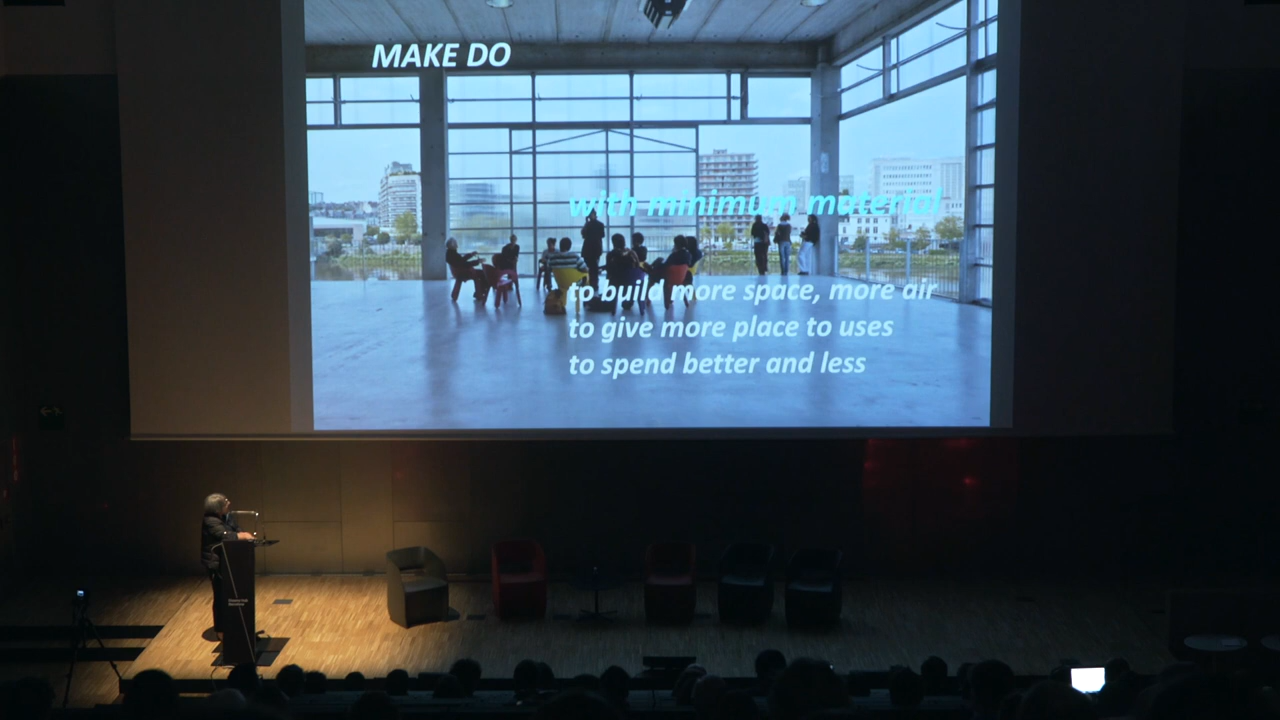 MAKE DO
with minimum material
to build more space, more air
to give more place to uses
to spend better and less